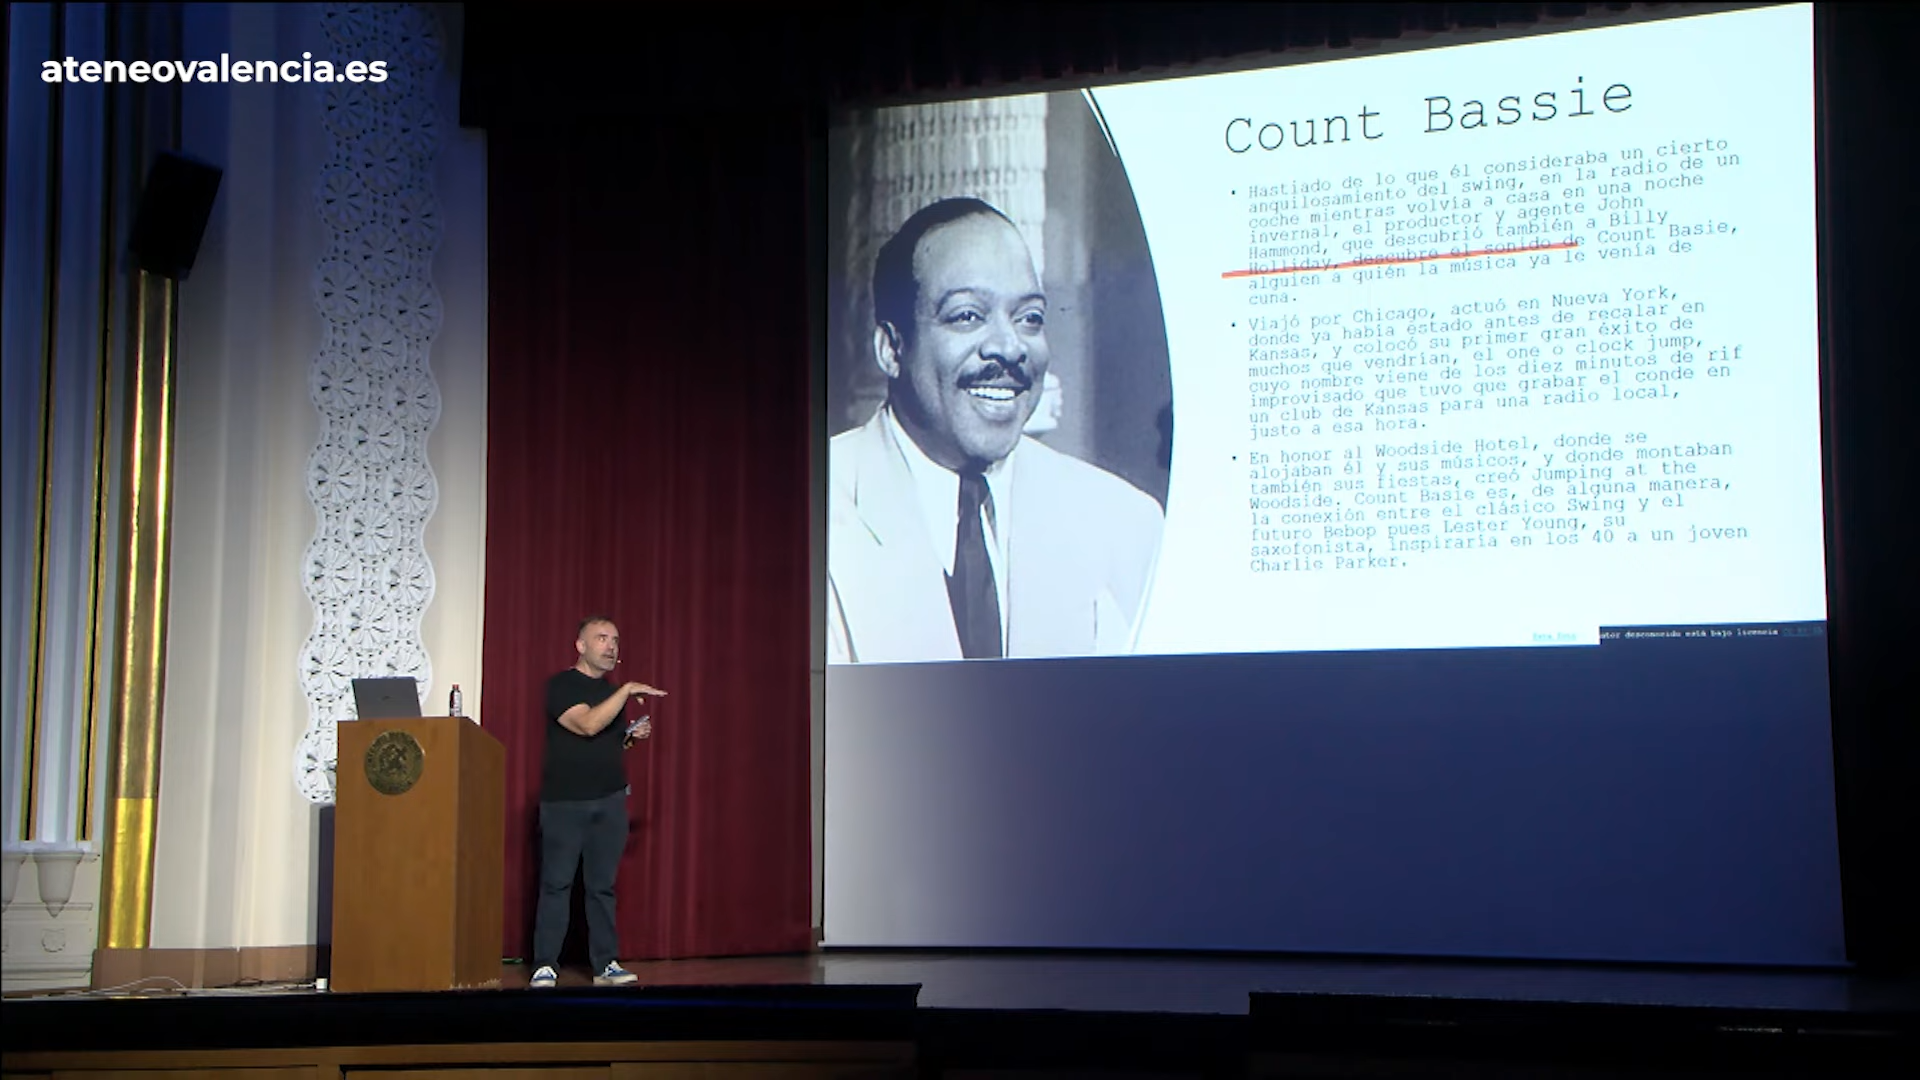 ateneovalencia.es
Count Bassie
• Hastiado de lo que él consideraba un cierto
anquilosamiento del swing, en la radio de un
coche mientras volvía a casa en una noche
invernal, el productor y agente John
Hammond, que descubrió también a Billy
Holliday, descubre el sonido de Count Basie,
alguien a quién la música ya le venía de
cuna.
• Viajó por Chicago, actuó en Nueva York,
donde ya había estado antes de recalar en
Kansas, y colocó su primer gran éxito de
muchos que vendrían, el one o clock jump,
cuyo nombre viene de los diez minutos de rif
improvisado que tuvo que grabar el conde en
un club de Kansas para una radio local,
justo a esa hora.
• En honor al Woodside Hotel, donde se
alojaban él y sus músicos, y donde montaban
también sus fiestas, creó Jumping at the
Woodside. Count Basie es, de alguna manera,
la conexión entre el clásico Swing y el
futuro Bebop pues Lester Young, su
saxofonista, inspiraría en los 40 a un joven
Charlie Parker.
autor desconocido está bajo licencia